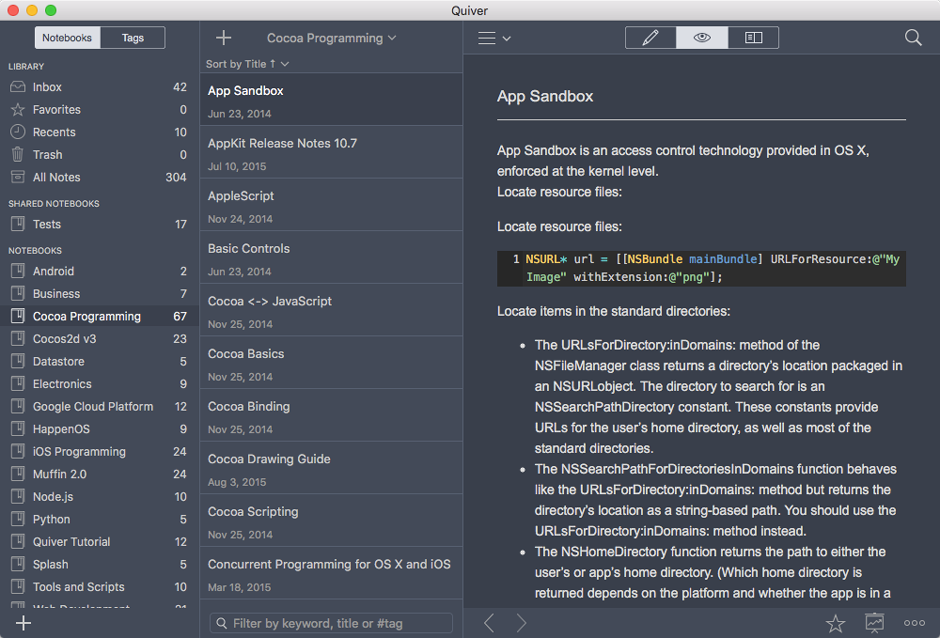 Quiver
Notebooks Tags
LIBRARY
Inbox 42
Favorites 0
Recents 10
Trash 0
All Notes 304
SHARED NOTEBOOKS
Tests 17
NOTEBOOKS
Android 2
Business 7
Cocoa Programming 67
Cocos2d v3 23
Datastore 5
Electronics 9
Google Cloud Platform 12
HappenOS 9
iOS Programming 24
Muffin 2.0 24
Node.js 10
Python 5
Quiver Tutorial 12
Splash 5
Tools and Scripts 10
Web Development 21
Cocoa Programming
Sort by Title ↑
App Sandbox
Jun 23, 2014
AppKit Release Notes 10.7
Jul 10, 2015
AppleScript
Nov 24, 2014
Basic Controls
Jun 23, 2014
Cocoa <-> JavaScript
Nov 25, 2014
Cocoa Basics
Nov 25, 2014
Cocoa Binding
Nov 25, 2014
Cocoa Drawing Guide
Aug 3, 2015
Cocoa Scripting
Nov 25, 2014
Concurrent Programming for OS X and iOS
Mar 18, 2015
Filter by keyword, title or #tag
App Sandbox
App Sandbox is an access control technology provided in OS X,
enforced at the kernel level.
Locate resource files:
Locate resource files:
1 NSURL* url = [[NSBundle mainBundle] URLForResource:@"My
Image" withExtension:@"png"];
Locate items in the standard directories:
• The URLsForDirectory:inDomains: method of the
NSFileManager class returns a directory's location packaged in
an NSURLobject. The directory to search for is an
NSSearchPathDirectory constant. These constants provide
URLs for the user's home directory, as well as most of the
standard directories.
• The NSSearchPathForDirectoriesInDomains function behaves
like the URLsForDirectory:inDomains: method but returns the
directory's location as a string-based path. You should use the
URLsForDirectory:inDomains: method instead.
• The NSHomeDirectory function returns the path to either the
user's or app's home directory. (Which home directory is
returned depends on the platform and whether the app is in a